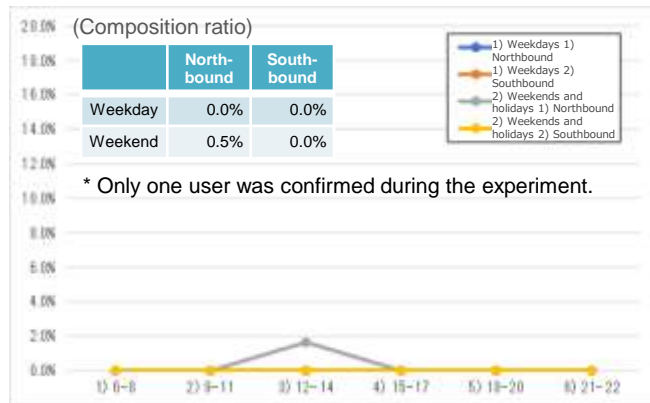 (Composition ratio)
20.0%
18.0%
16.0%
14.0%
12.0%
10.0%
8.0%
6.0%
4.0%
2.0%
0.0%
North-
bound
South-
bound
Weekday 0.0% 0.0%
Weekend 0.5% 0.0%
1) Weekdays 1)
Northbound
1) Weekdays 2)
Southbound
2) Weekends and
holidays 1) Northbound
2) Weekends and
holidays 2) Southbound
* Only one user was confirmed during the experiment.
1) 6-8 2) 9-11 3) 12-14 4) 15-17 5) 18-20 6) 21-22